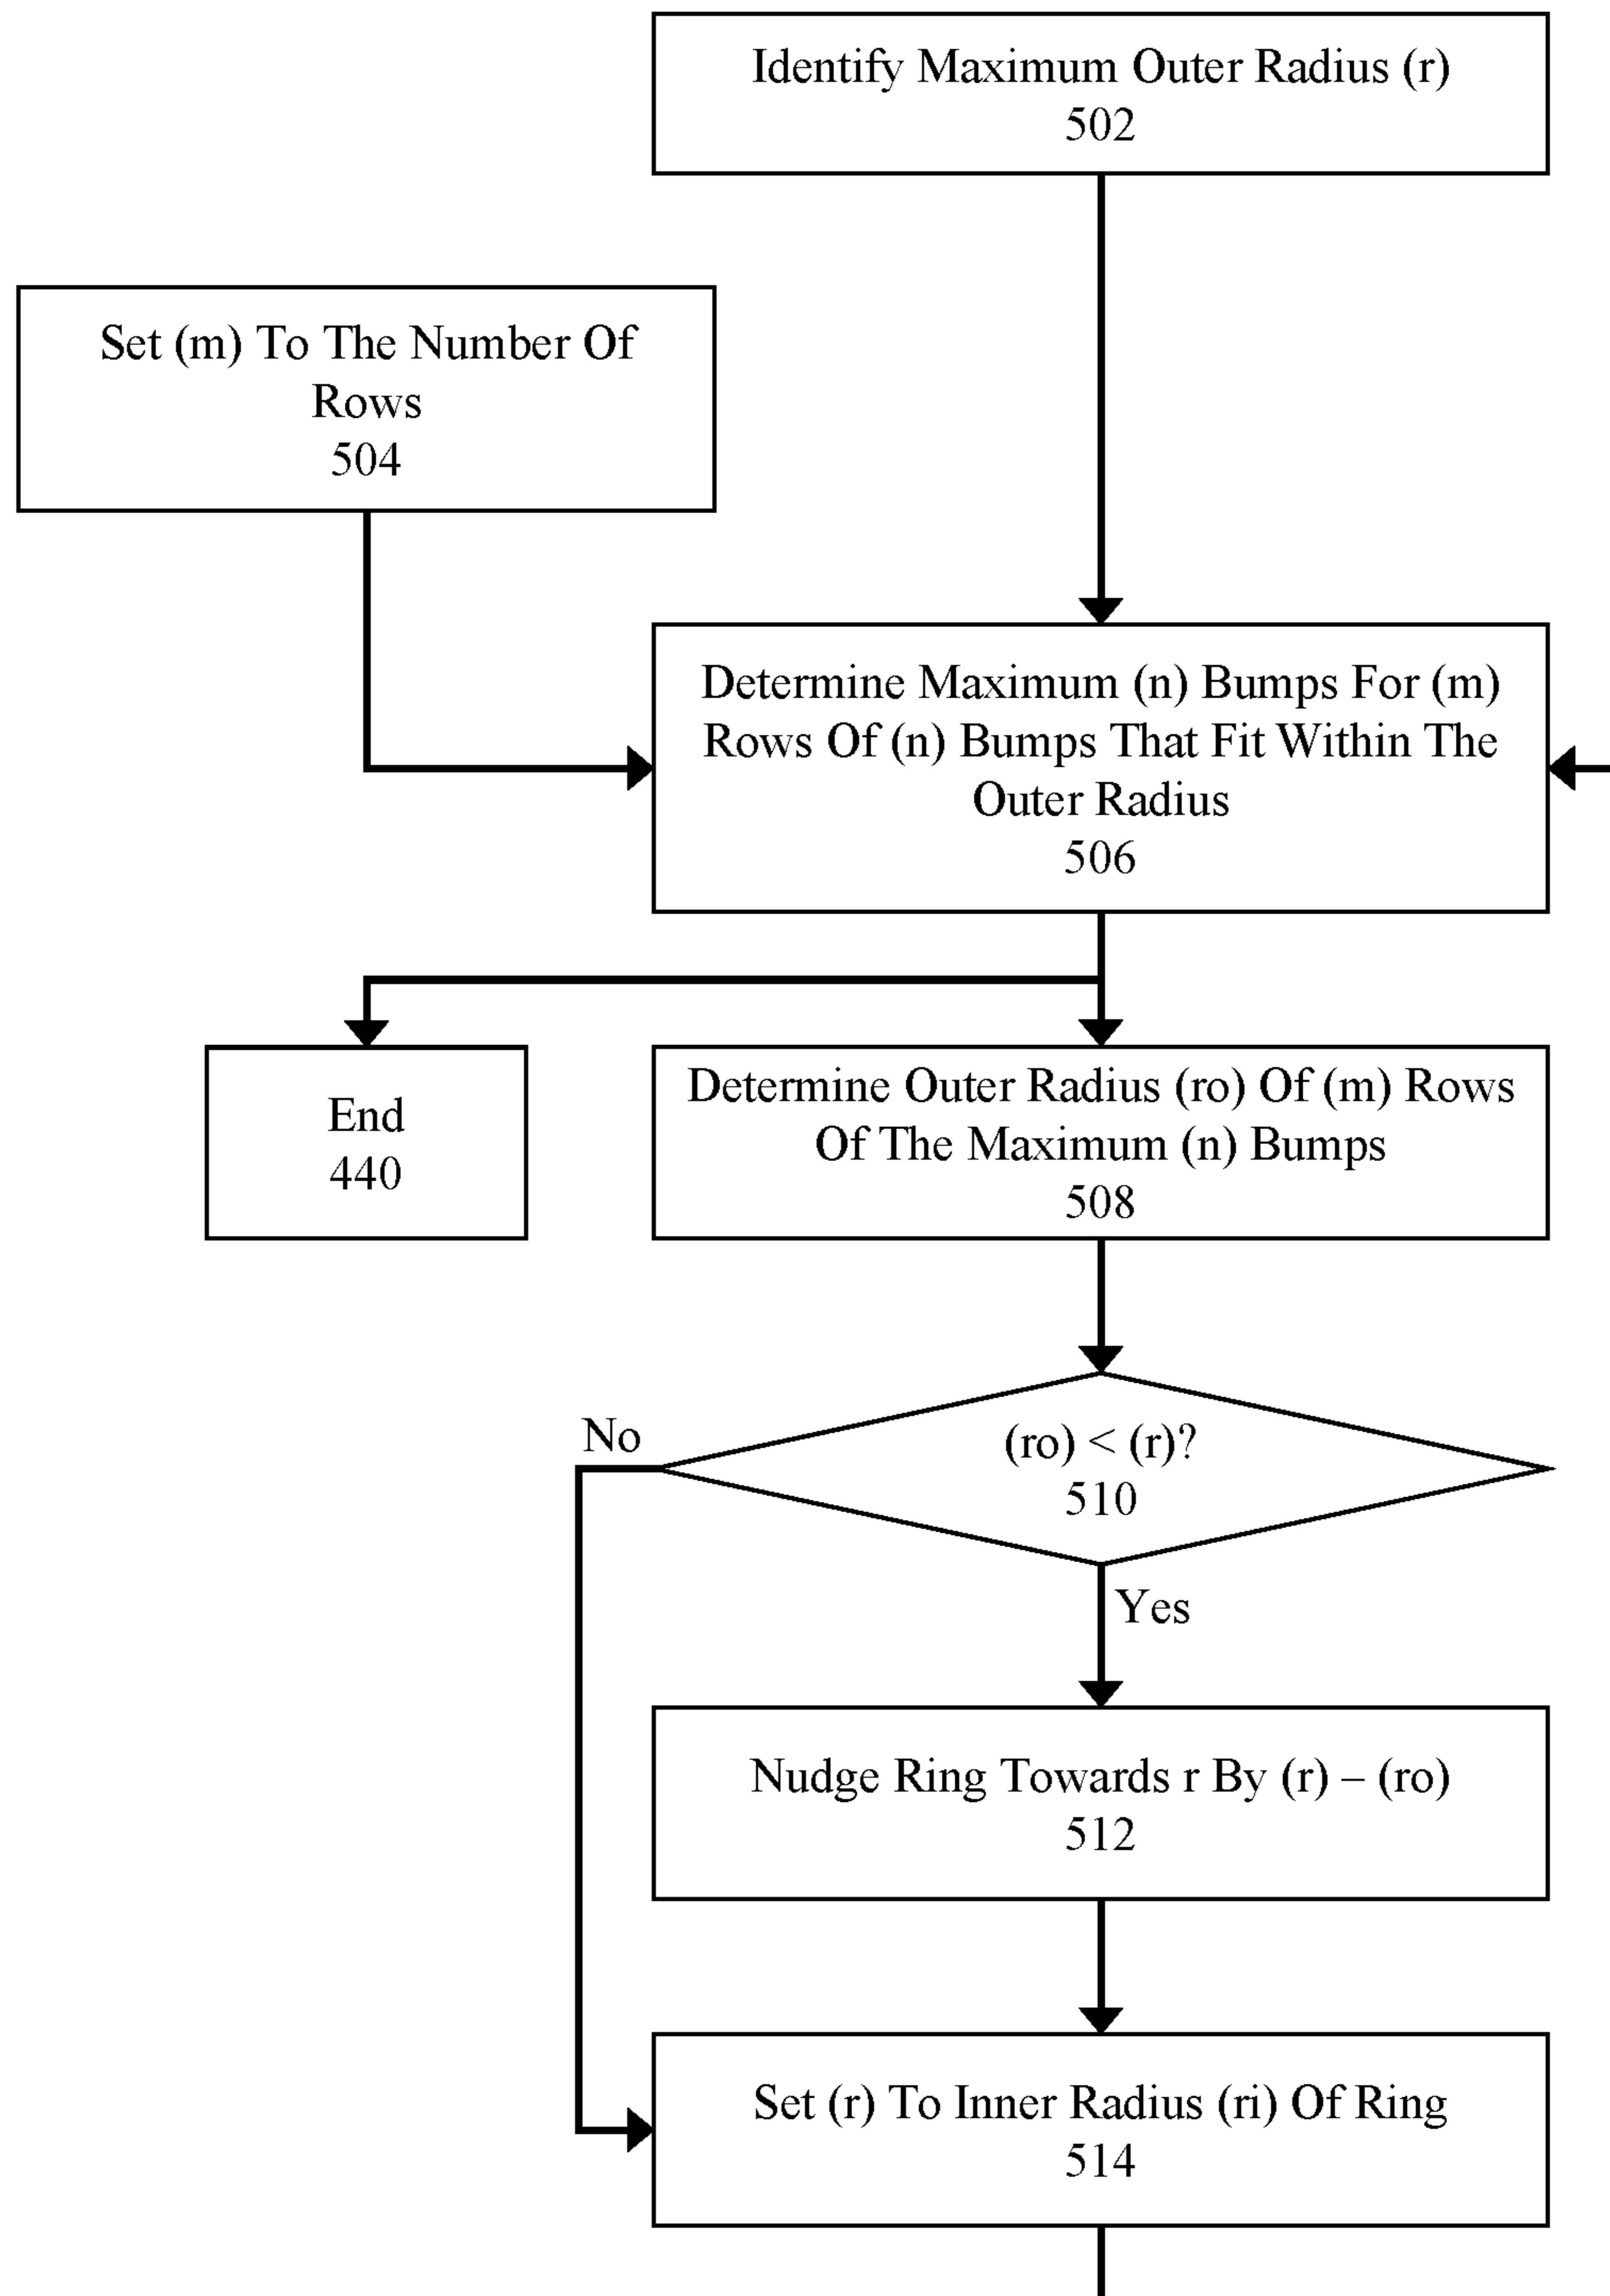 Identify Maximum Outer Radius (r)
502
Set (m) To The Number Of
Rows
504
Determine Maximum (n) Bumps For (m)
Rows Of (n) Bumps That Fit Within The
Outer Radius
506
End
440
Determine Outer Radius (ro) Of (m) Rows
Of The Maximum (n) Bumps
508
No
(ro) < (r)?
510
Yes
Nudge Ring Towards r By (r) – (ro)
512
Set (r) To Inner Radius (ri) Of Ring
514